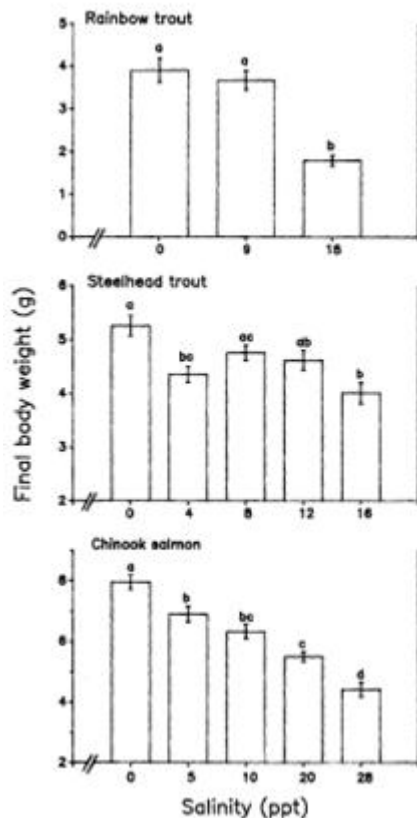 Rainbow trout
5
4
3
2
1
0
a
a
b
0 9 18
Final body weight (g)
Steelhead trout
6
5
4
3
2
a
bc
ac
ab
b
0 4 8 12 16
Chinook salmon
8
6
4
2
a
b
bc
c
d
0 5 10 20 28
Salinity (ppt)